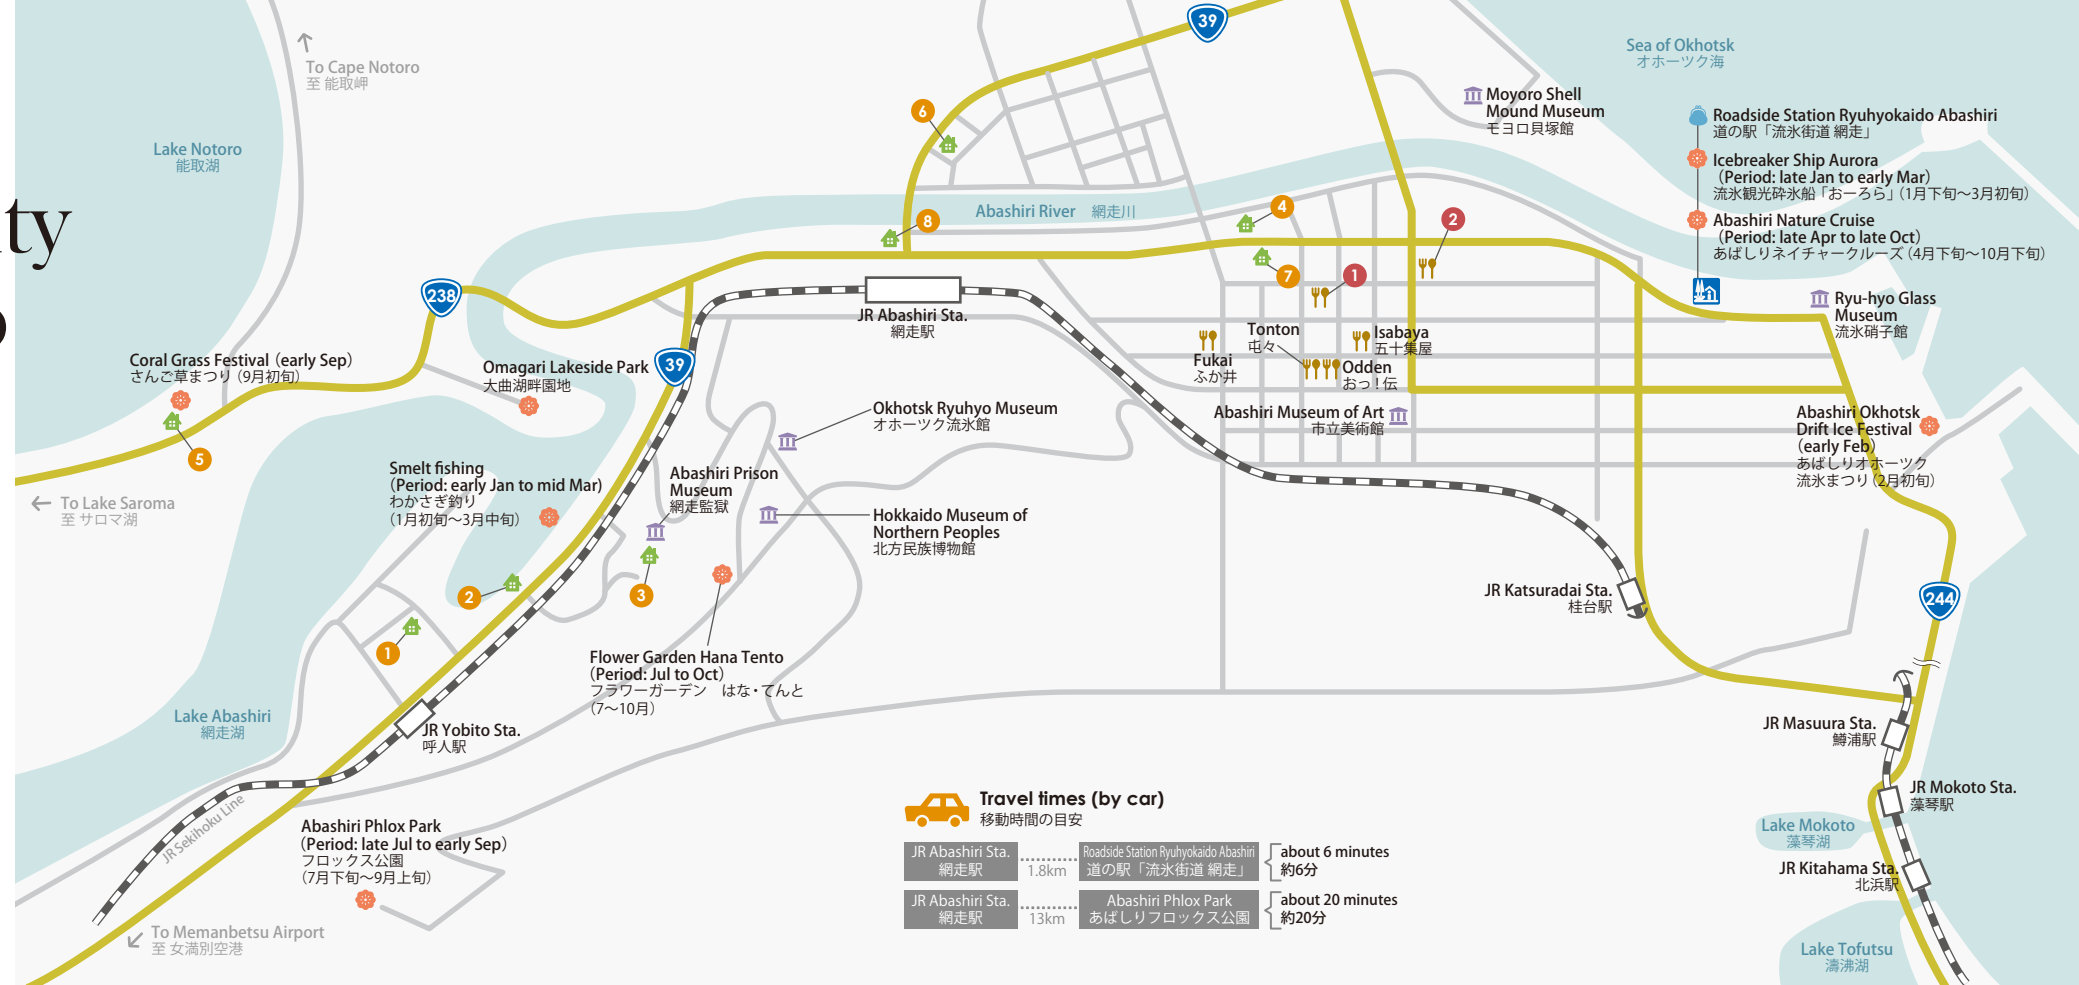 ty
39
Sea of Okhotsk
オホーツク海
To Cape Notoro
至 能取岬
Moyoro Shell
Mound Museum
モヨロ貝塚館
Roadside Station Ryuhyokaido Abashiri
道の駅「流氷街道 網走」
Icebreaker Ship Aurora
(Period: late Jan to early Mar)
流氷観光砕氷船「おーろら」(1月下旬～3月初旬)
Abashiri Nature Cruise
(Period: late Apr to late Oct)
あばしりネイチャークルーズ(4月下旬～10月下旬)
6
Lake Notoro
能取湖
Abashiri River 網走川
8
4
2
7
1
238
JR Abashiri Sta.
網走駅
Ryu-hyo Glass
Museum
流氷硝子館
Tonton
屯々
Isabaya
五十集屋
Fukai
ふか井
Odden
おっ!伝
Coral Grass Festival (early Sep)
さんご草まつり(9月初旬)
Omagari Lakeside Park
大曲湖畔園地
39
5
Okhotsk Ryuhyo Museum
オホーツク流氷館
Abashiri Museum of Art
市立美術館
Abashiri Okhotsk
Drift Ice Festival
(early Feb)
あばしりオホーツク
流氷まつり(2月初旬)
Smelt fishing
(Period: early Jan to mid Mar)
わかさぎ釣り
(1月初旬～3月中旬)
Abashiri Prison
Museum
網走監獄
To Lake Saroma
至 サロマ湖
Hokkaido Museum of
Northern Peoples
北方民族博物館
2
3
1
JR Katsuradai Sta.
桂台駅
244
Flower Garden Hana Tento
(Period: Jul to Oct)
フラワーガーデン はな・てんと
(7～10月)
Lake Abashiri
網走湖
JR Yobito Sta.
呼人駅
JR Masuura Sta.
鱒浦駅
JR Mokoto Sta.
藻琴駅
Lake Mokoto
藻琴湖
JR Kitahama Sta.
北浜駅
Lake Tofutsu
濤沸湖
JR Sekihoku Line
Abashiri Phlox Park
(Period: late Jul to early Sep)
フロックス公園
(7月下旬～9月上旬)
To Memanbetsu Airport
至 女満別空港
Travel times (by car)
移動時間の目安
JR Abashiri Sta.
網走駅
1.8km
Roadside Station Ryuhyokaido Abashiri
道の駅「流氷街道 網走」
about 6 minutes
約6分
JR Abashiri Sta.
網走駅
13km
Abashiri Phlox Park
あばしりフロックス公園
about 20 minutes
約20分